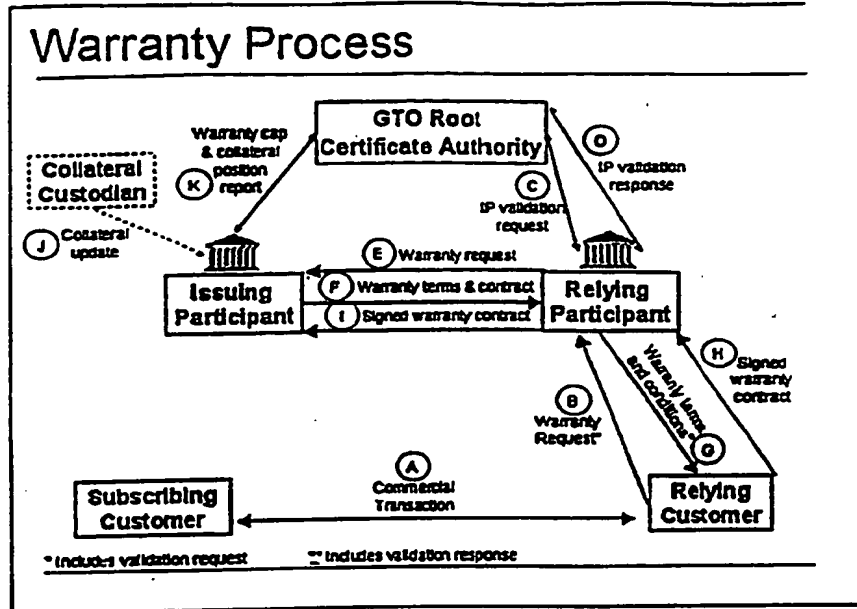 Warranty Process
GTO Root
Certificate Authority
Warranty cap
& collateral
position
report
K
Collateral
Custodian
J
Collateral
update
D
IP validation
response
C
IP validation
request
E
Warranty request
F
Warranty terms & contract
I
Signed warranty contract
Issuing
Participant
Relying
Participant
H
Signed
warranty
contract
Warranty terms
and conditions**
G
B
Warranty
Request*
A
Commercial
Transaction
Subscribing
Customer
Relying
Customer
* Includes validation request
** Includes validation response